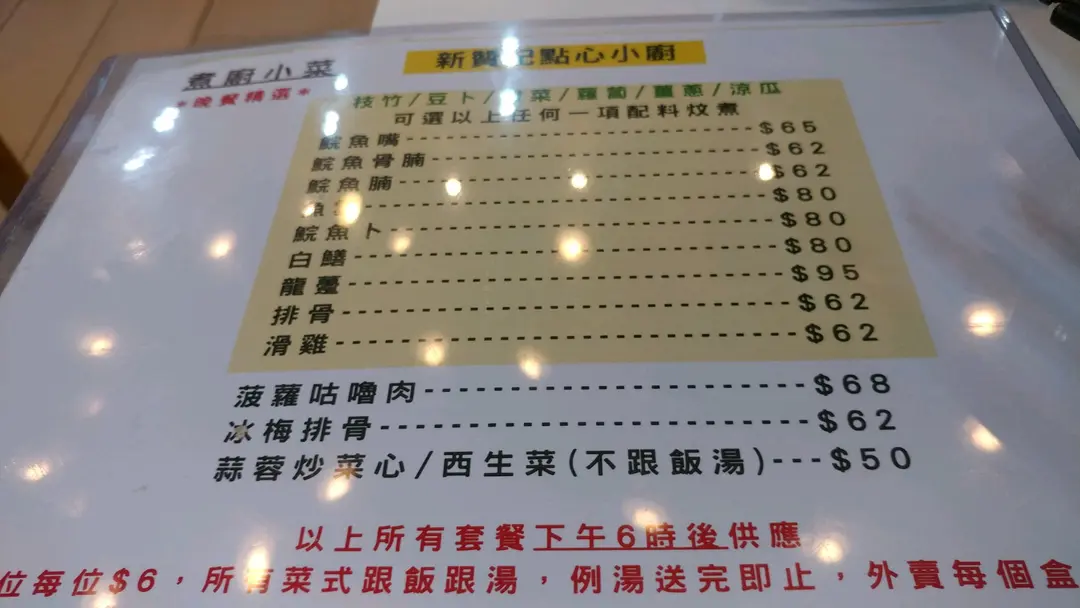 煮廚小菜
*晚餐精選*
新 記點心小廚
枝竹/豆卜/ 菜/蘿蔔/薑蔥/涼瓜
可選以上任何一項配料炆煮
鯇魚嘴 $65
鯇魚骨腩 $62
鯇魚腩 $62
$80
鯇魚卜 $80
白鱔 $80
龍躉 $95
排骨 $62
滑雞 $62
菠蘿咕嚕肉 $68
冰梅排骨 $62
蒜蓉炒菜心/西生菜(不跟飯湯)---$50
以上所有套餐下午6時後供應
位每位$6，所有菜式跟飯跟湯，例湯送完即止，外賣每個盒